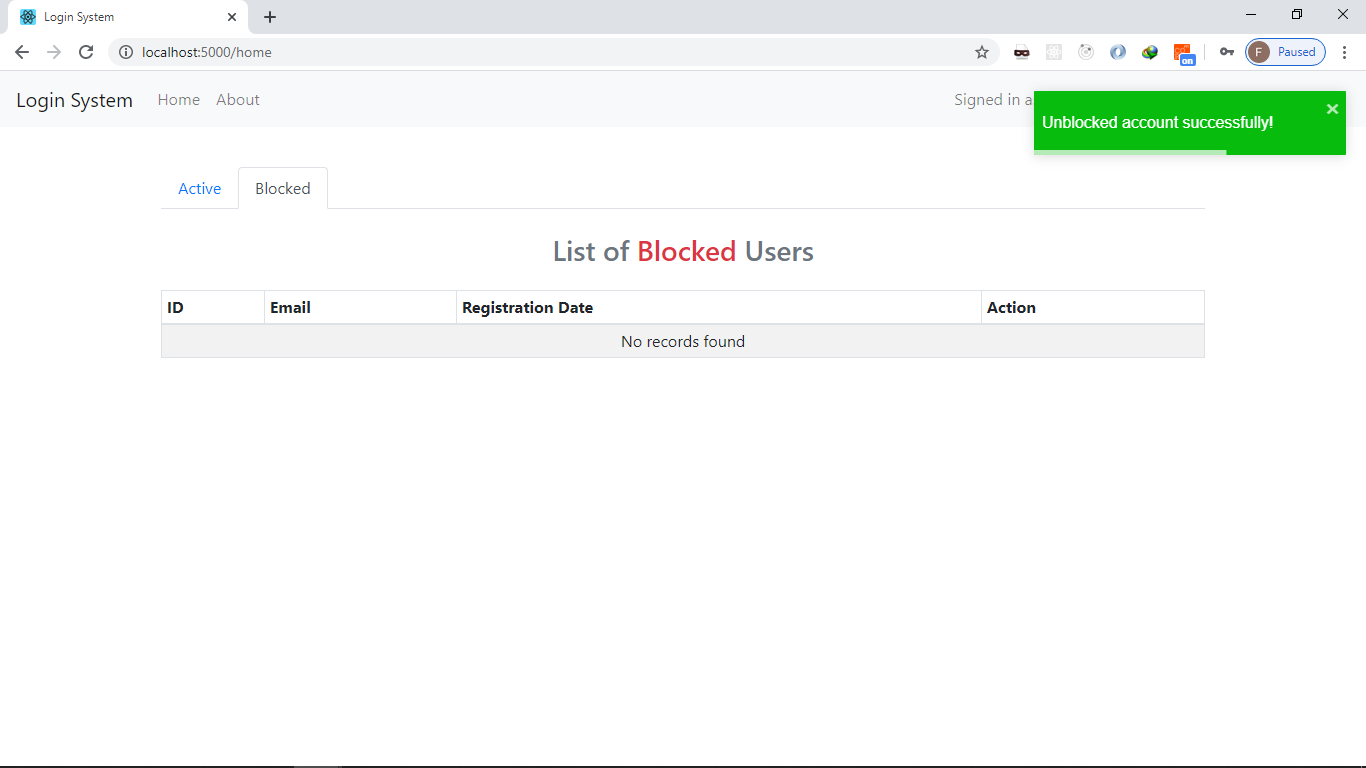 Login System
localhost:5000/home
on
F Paused
Login System Home About Signed in a
Unblocked account successfully!
Active Blocked
List of Blocked Users
ID Email Registration Date Action
No records found